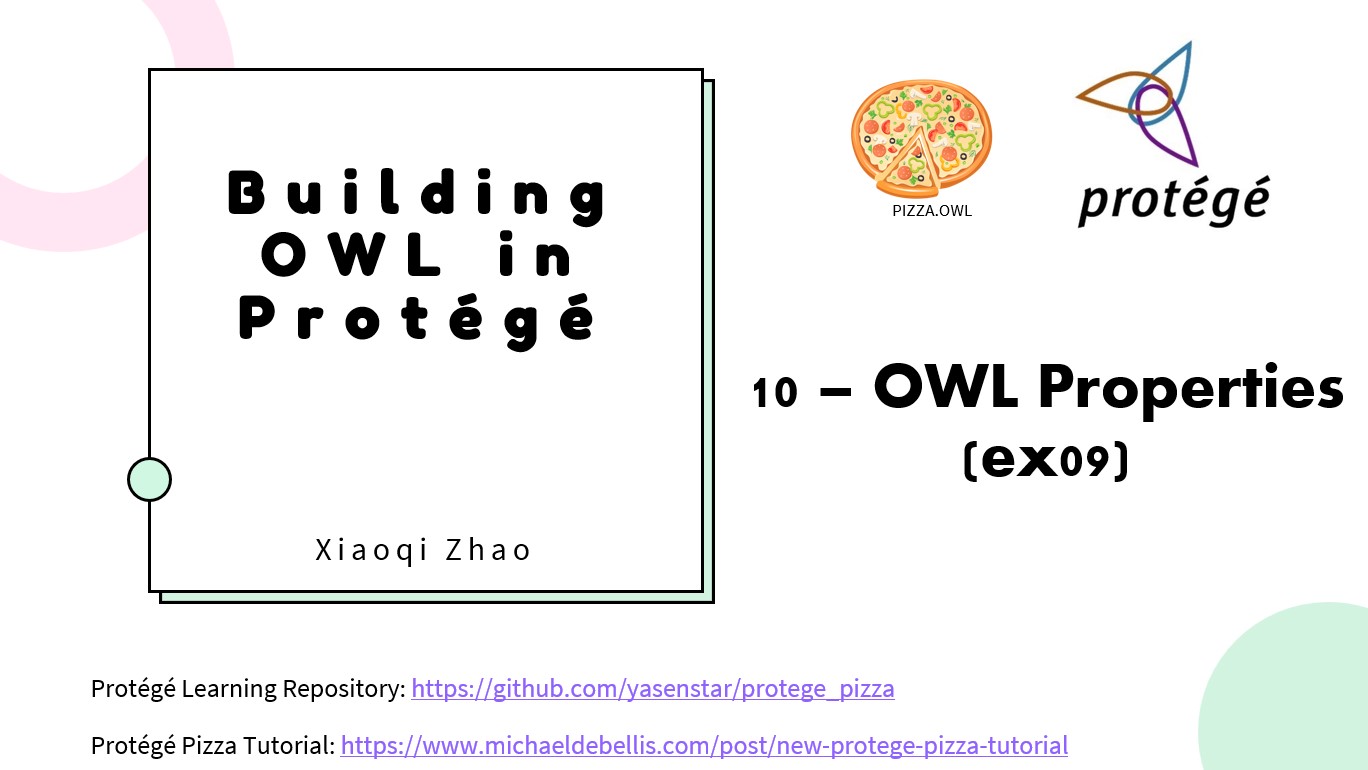 Building
OWL in
Protégé
Xiaoqi Zhao
PIZZA.OWL
protégé
10 – OWL Properties
(ex09)
Protégé Learning Repository: https://github.com/yasenstar/protege_pizza
Protégé Pizza Tutorial: https://www.michaeldebellis.com/post/new-protege-pizza-tutorial